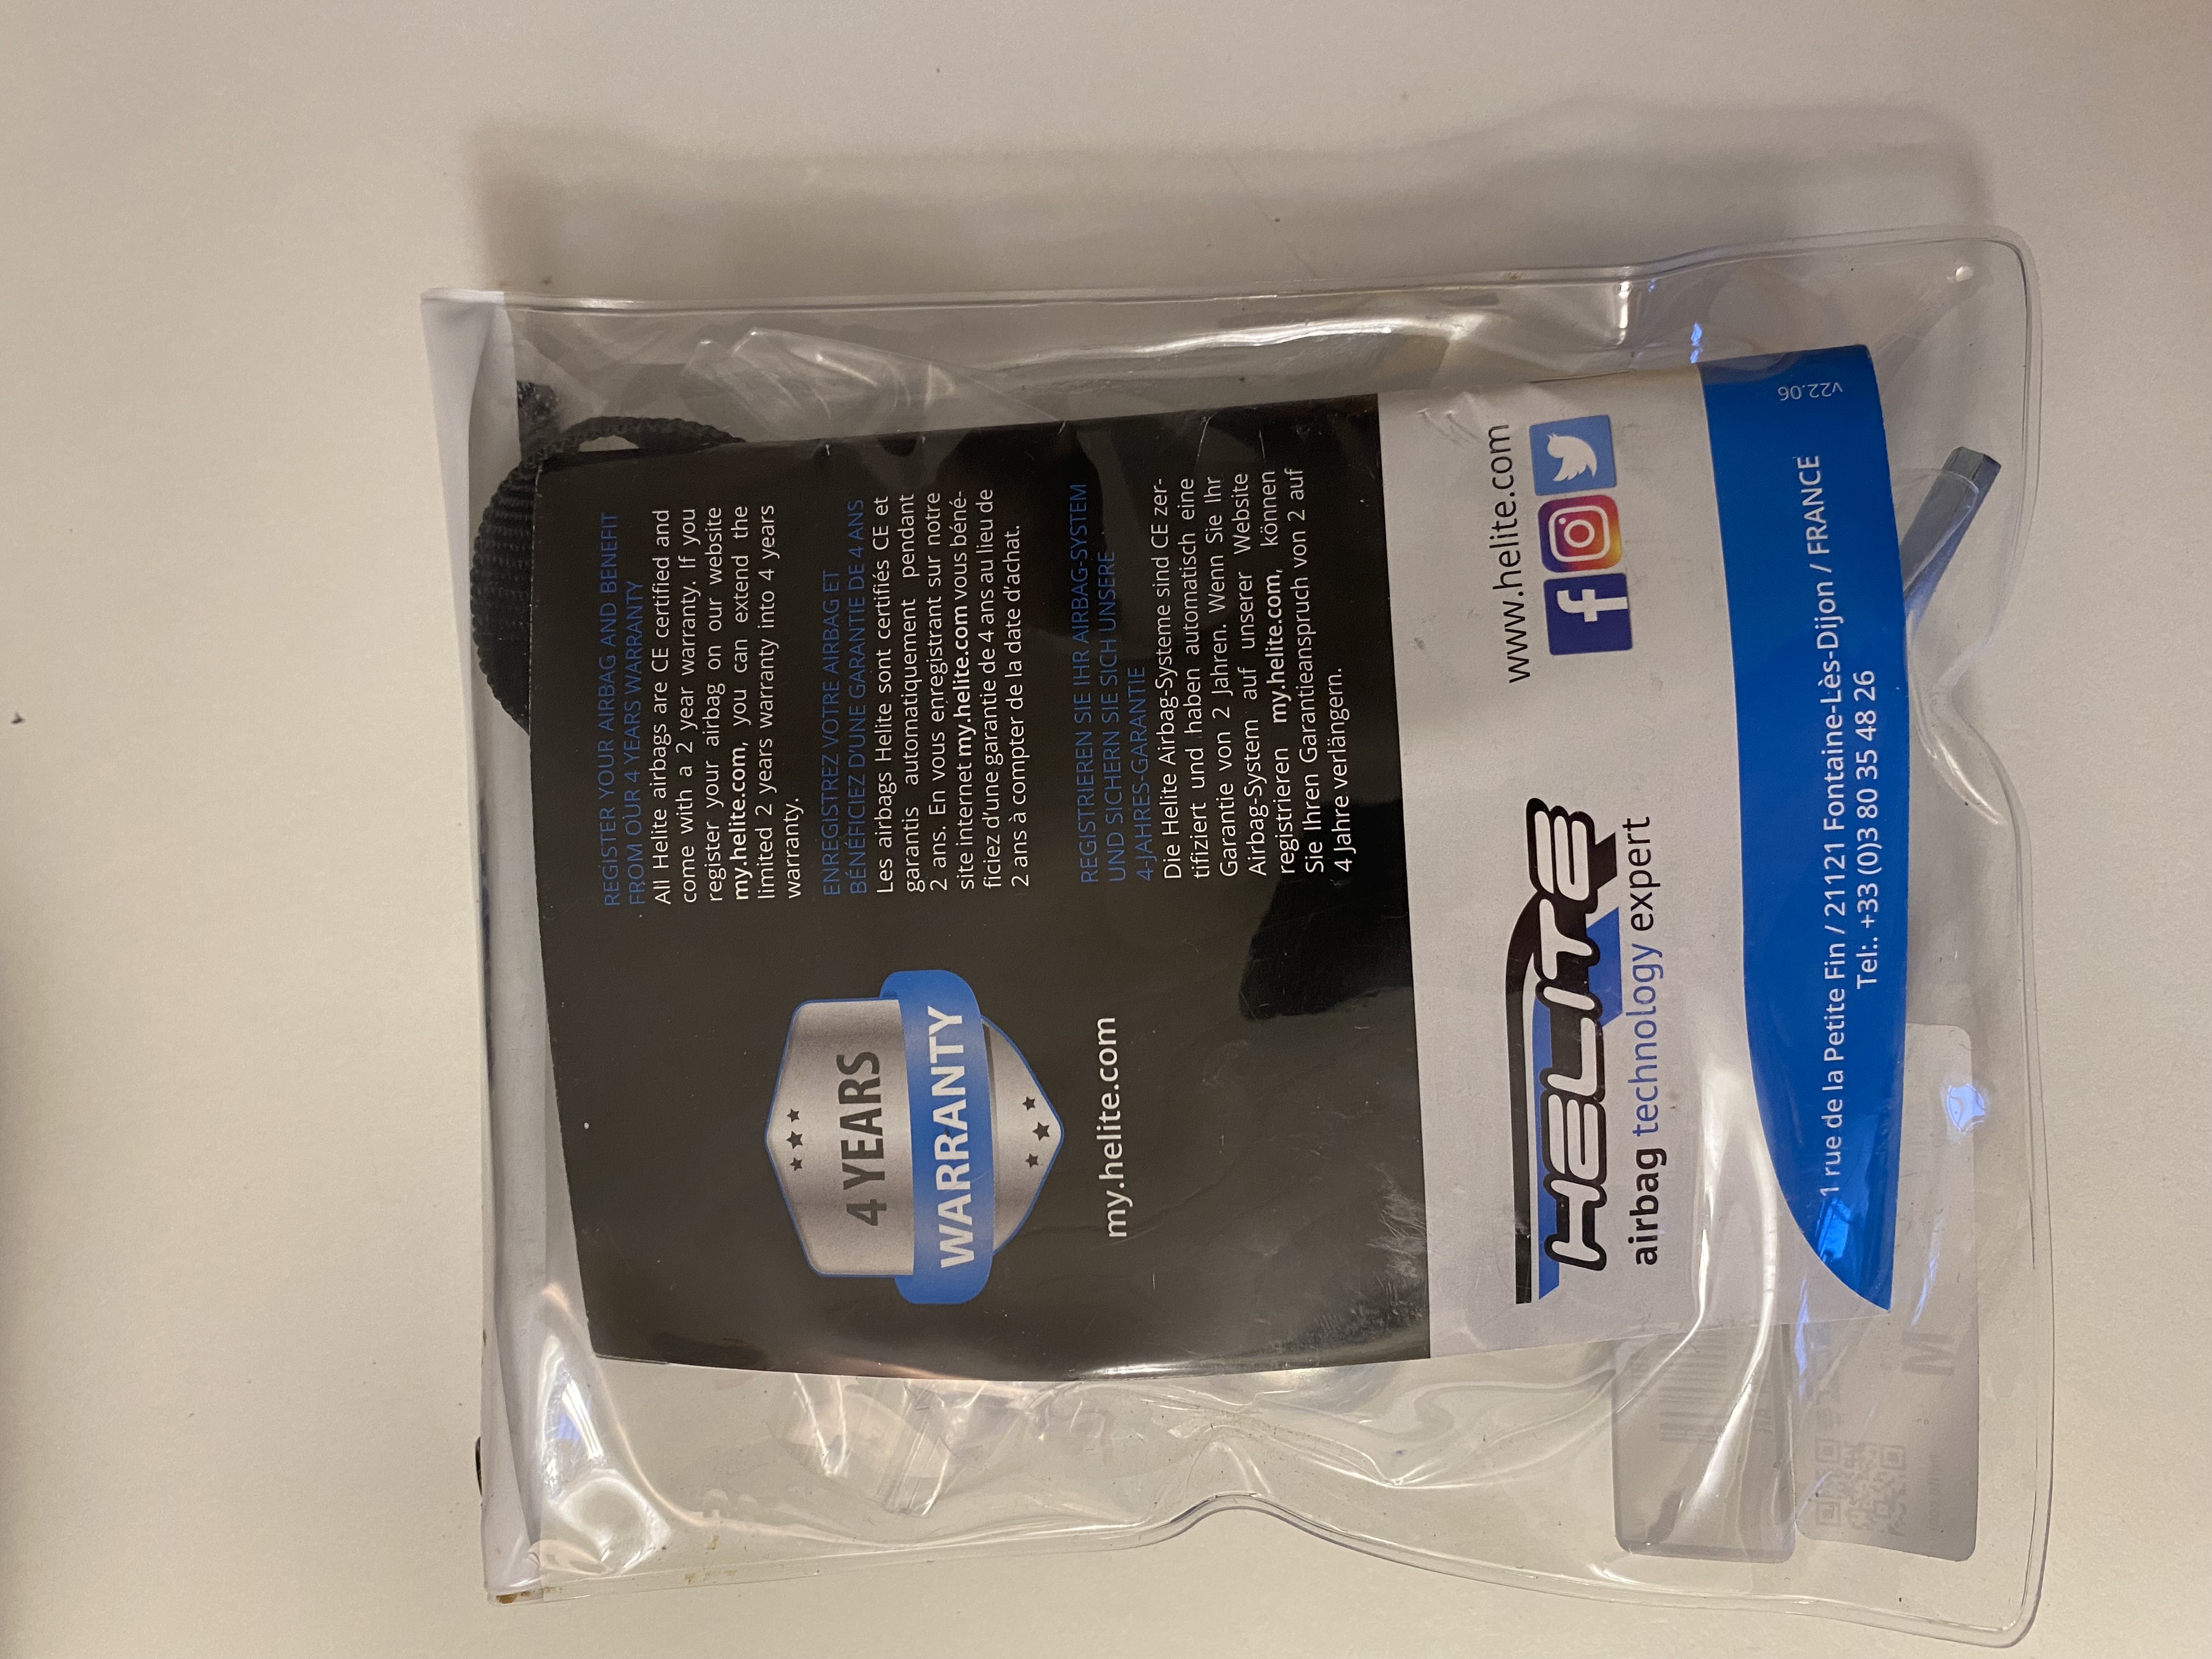 REGISTER YOUR AIRBAG AND BENEFIT
FROM OUR 4 YEARS WARRANTY
All Helite airbags are CE certified and
come with a 2 year warranty. If you
register your airbag on our website
my.helite.com, you can extend the
limited 2 years warranty into 4 years
warranty.
ENREGISTREZ VOTRE AIRBAG ET
BÉNÉFICIEZ D'UNE GARANTIE DE 4 ANS
Les airbags Helite sont certifiés CE et
garantis automatiquement pendant
2 ans. En vous enregistrant sur notre
site internet my.helite.com vous béné-
ficiez d'une garantie de 4 ans au lieu de
2 ans à compter de la date d'achat.
REGISTRIEREN SIE IHR AIRBAG-SYSTEM
UND SICHERN SIE SICH UNSERE
4-JAHRES-GARANTIE
Die Helite Airbag-Systeme sind CE zer-
tifiziert und haben automatisch eine
Garantie von 2 Jahren. Wenn Sie Ihr
Airbag-System auf unserer Website
registrieren my.helite.com, können
Sie Ihren Garantieanspruch von 2 auf
4 Jahre verlängern.
4 YEARS
WARRANTY
my.helite.com
HELITE
airbag technology expert
www.helite.com
f
1 rue de la Petite Fin / 21121 Fontaine-Lès-Dijon / FRANCE
Tel:. +33 (0)3 80 35 48 26
v22.06
M